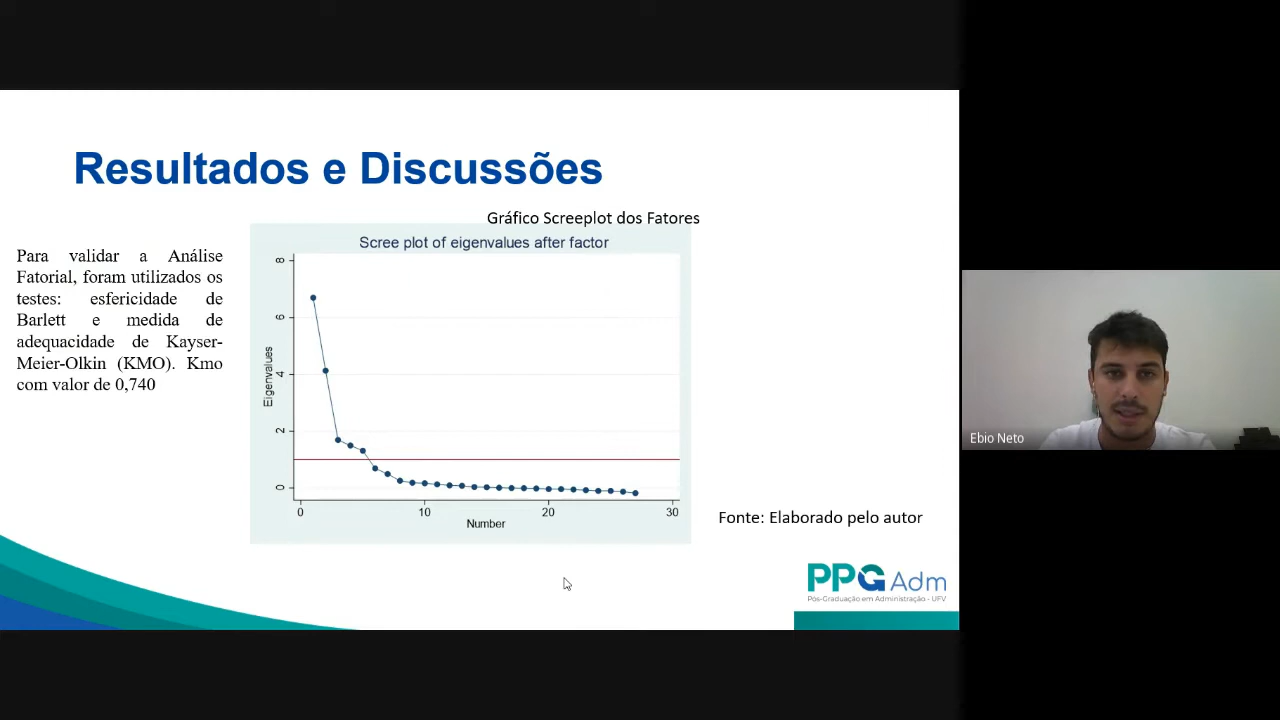 Resultados e Discussões
Gráfico Screeplot dos Fatores
Para validar a Análise
Fatorial, foram utilizados os
testes: esfericidade de
Barlett e medida de
adequacidade de Kayser-
Meier-Olkin (KMO). Kmo
com valor de 0,740
Scree plot of eigenvalues after factor
8
6
4
2
0
Eigenvalues
0 10 20 30
Number
Ebio Neto
Fonte: Elaborado pelo autor
PPGAdm
Pós-Graduação em Administração - UFV